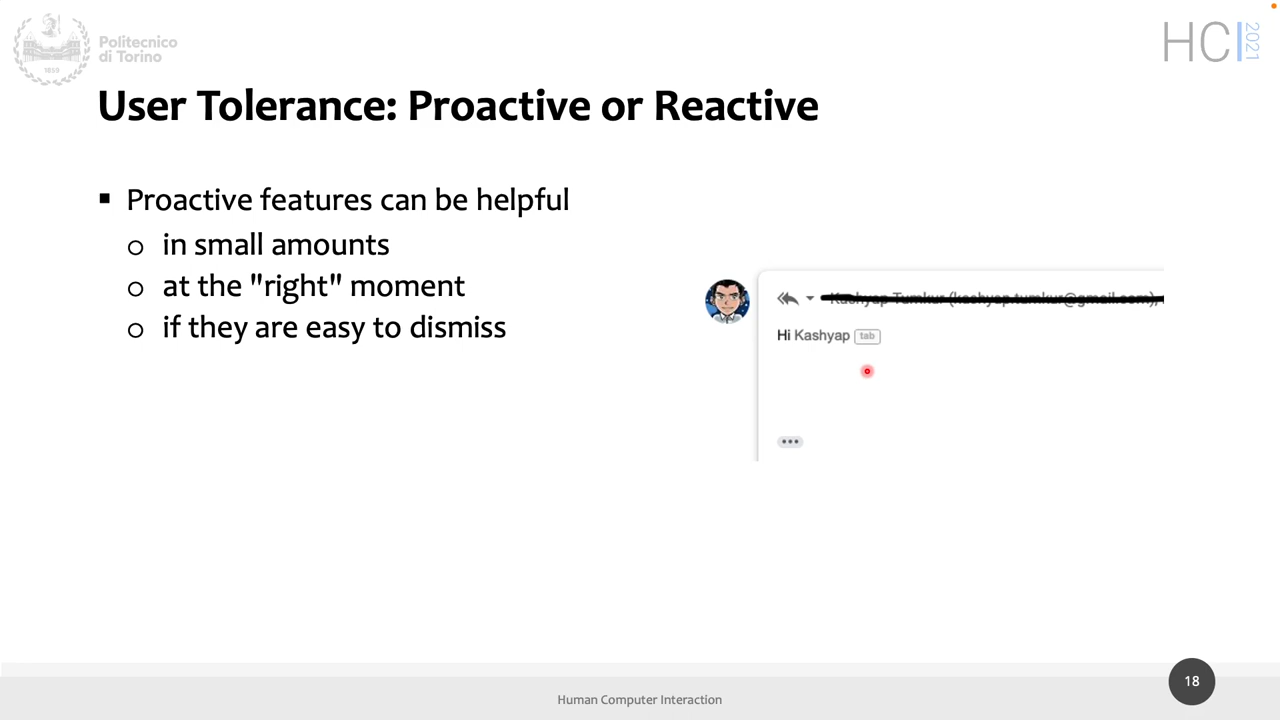 Politecnico
di Torino
1859
HCI 2021
User Tolerance: Proactive or Reactive
▪ Proactive features can be helpful
o in small amounts
o at the "right" moment
o if they are easy to dismiss
Hi Kashyap tab
Human Computer Interaction
18